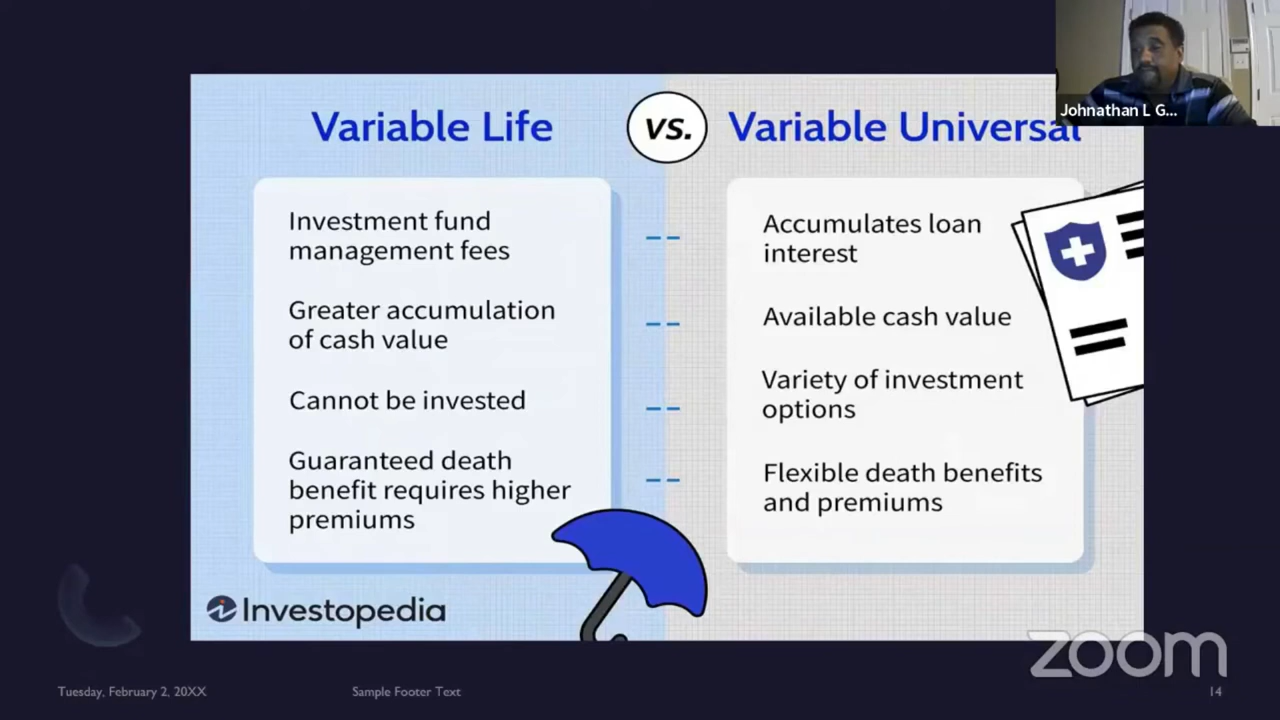 Johnathan L G...
Variable Life
vs.
Variable Universal
Investment fund
management fees
Greater accumulation
of cash value
Cannot be invested
Guaranteed death
benefit requires higher
premiums
Accumulates loan
interest
Available cash value
Variety of investment
options
Flexible death benefits
and premiums
Investopedia
zoom
Tuesday, February 2, 20XX
Sample Footer Text
14